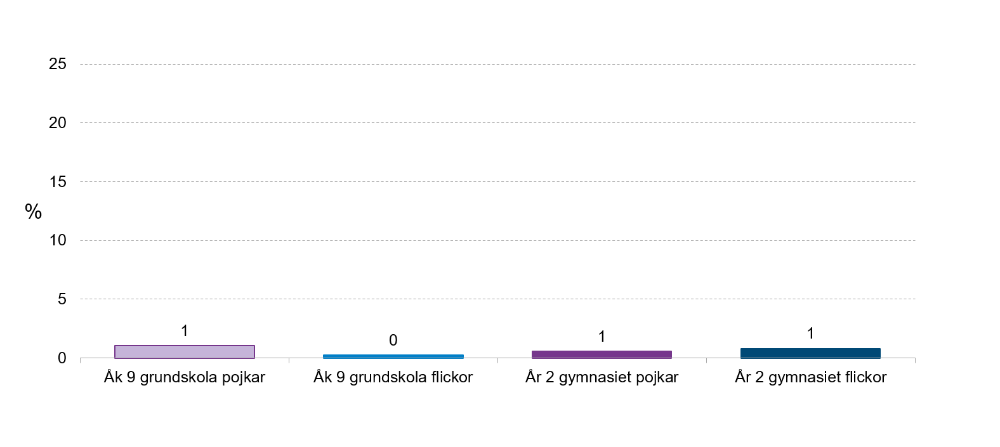 25
20
15
%
10
5
1
0
1
1
0
Åk 9 grundskola pojkar
Åk 9 grundskola flickor
År 2 gymnasiet pojkar
År 2 gymnasiet flickor